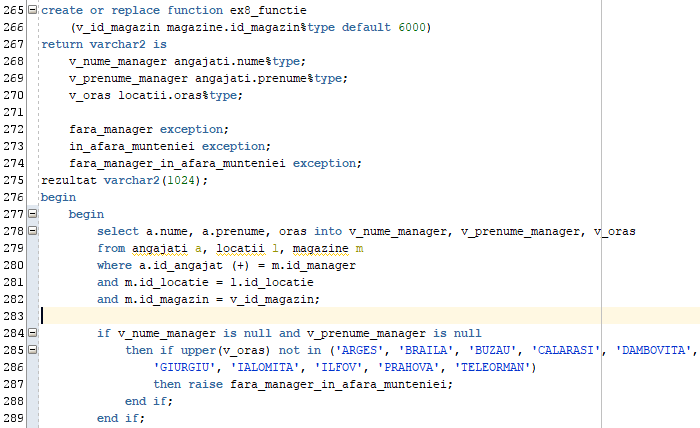 265 create or replace function ex8_functie
266     (v_id_magazin magazine.id_magazin%type default 6000)
267 return varchar2 is
268     v_nume_manager angajati.nume%type;
269     v_prenume_manager angajati.prenume%type;
270     v_oras locatii.oras%type;
271
272     fara_manager exception;
273     in_afara_munteniei exception;
274     fara_manager_in_afara_munteniei exception;
275 rezultat varchar2(1024);
276 begin
277     begin
278         select a.nume, a.prenume, oras into v_nume_manager, v_prenume_manager, v_oras
279         from angajati a, locatii l, magazine m
280         where a.id_angajat (+) = m.id_manager
281         and m.id_locatie = l.id_locatie
282         and m.id_magazin = v_id_magazin;
283
284         if v_nume_manager is null and v_prenume_manager is null
285             then if upper(v_oras) not in ('ARGES', 'BRAILA', 'BUZAU', 'CALARASI', 'DAMBOVITA',
286                 'GIURGIU', 'IALOMITA', 'ILFOV', 'PRAHOVA', 'TELEORMAN')
287                 then raise fara_manager_in_afara_munteniei;
288             end if;
289         end if;